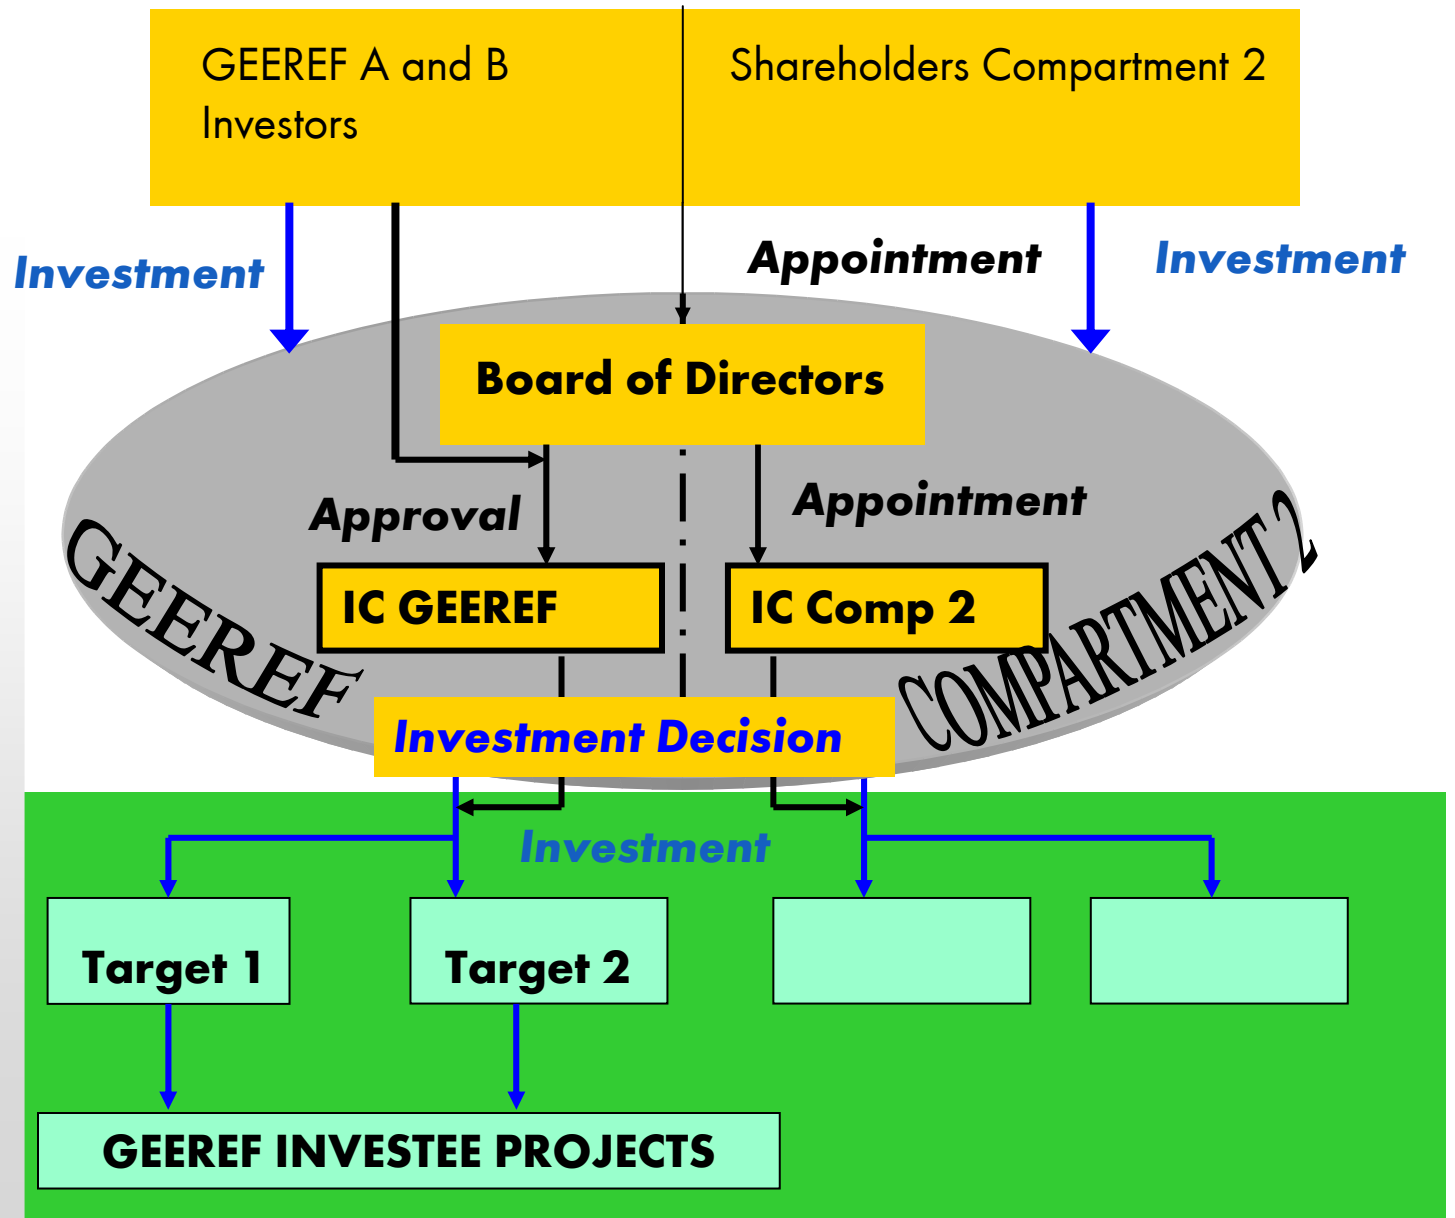 GEEREF A and B
Investors
Shareholders Compartment 2
Investment
Appointment
Investment
Board of Directors
Approval
Appointment
GEEREF
COMPARTMENT 2
IC GEEREF
IC Comp 2
Investment Decision
Investment
Target 1
Target 2
GEEREF INVESTEE PROJECTS